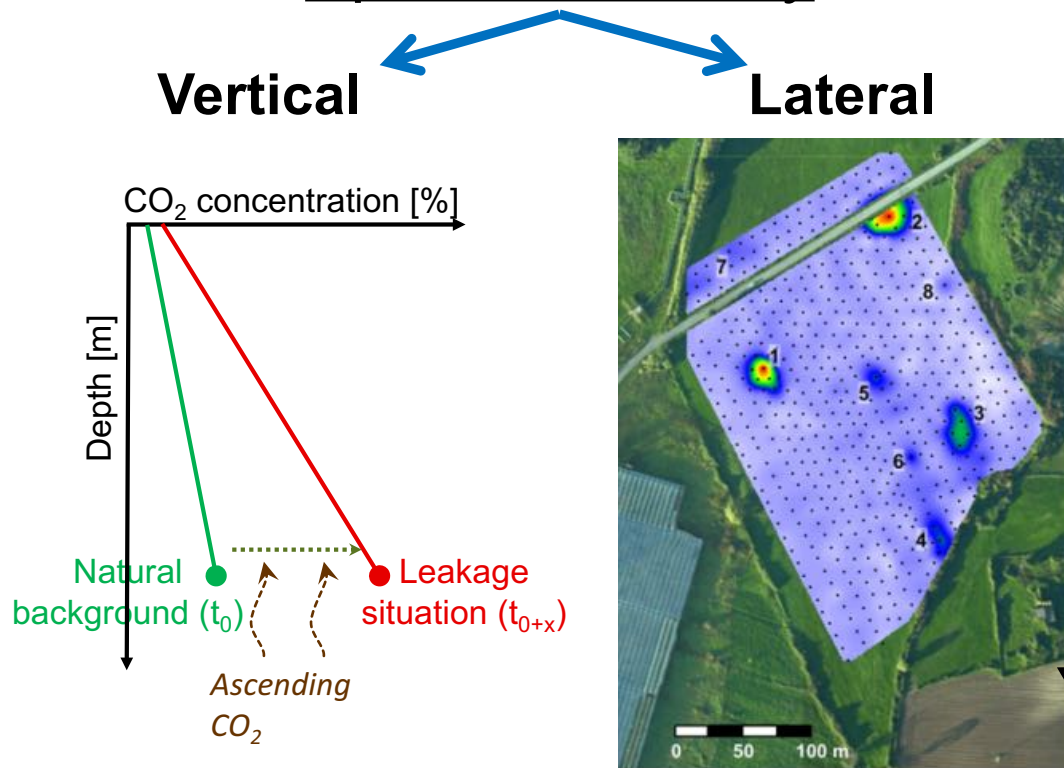 Vertical
Lateral
CO₂ concentration [%]
Depth [m]
Natural
background (t₀)
Leakage
situation (t₀₊ₓ)
Ascending
CO₂
7
2
8
1
5
3
6
4
0 50 100 m